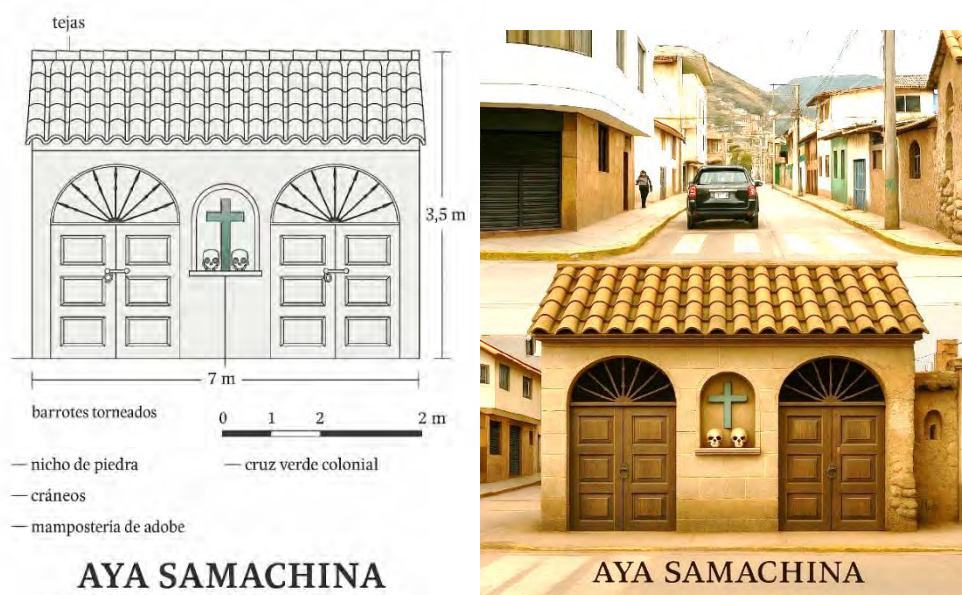 tejas
3,5 m
7 m
barrotes torneados
0 1 2 2 m
— nicho de piedra
— cruz verde colonial
— cráneos
— mampostería de adobe
AYA SAMACHINA
AYA SAMACHINA